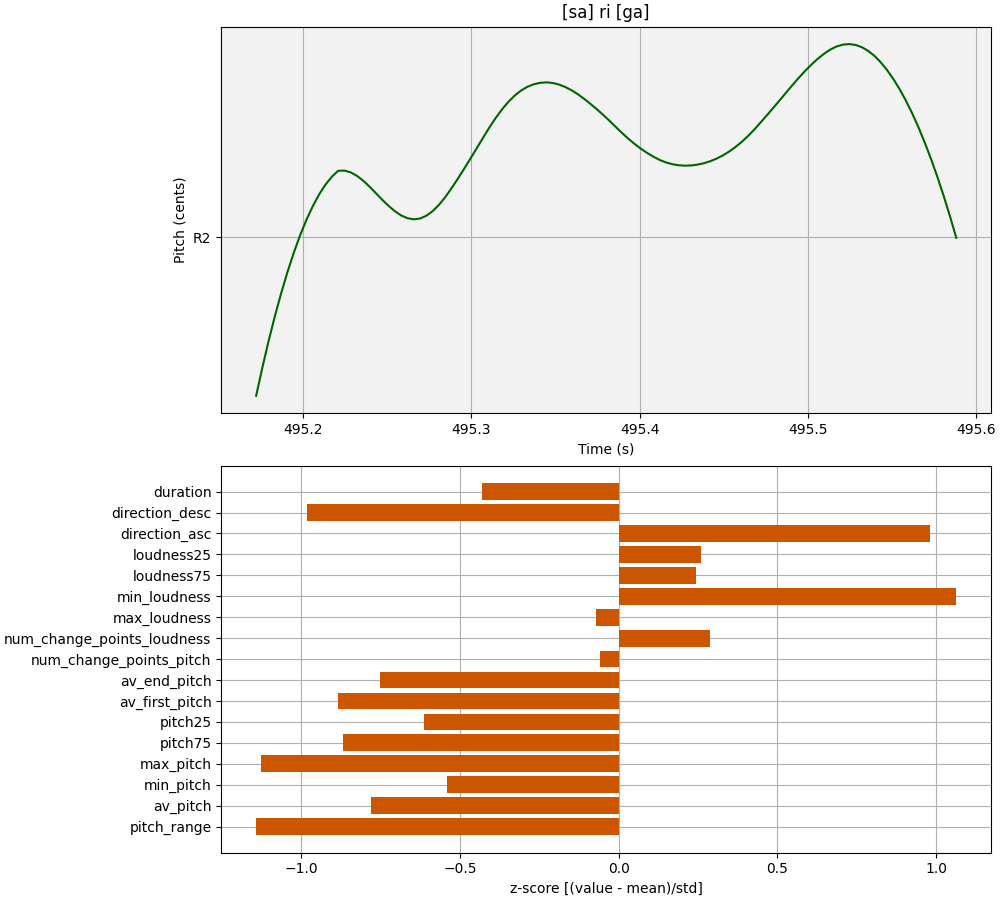 [sa] ri [ga]
Pitch (cents)
R2
495.2 495.3 495.4 495.5 495.6
Time (s)
duration
direction_desc
direction_asc
loudness25
loudness75
min_loudness
max_loudness
num_change_points_loudness
num_change_points_pitch
av_end_pitch
av_first_pitch
pitch25
pitch75
max_pitch
min_pitch
av_pitch
pitch_range
−1.0 −0.5 0.0 0.5 1.0
z-score [(value - mean)/std]